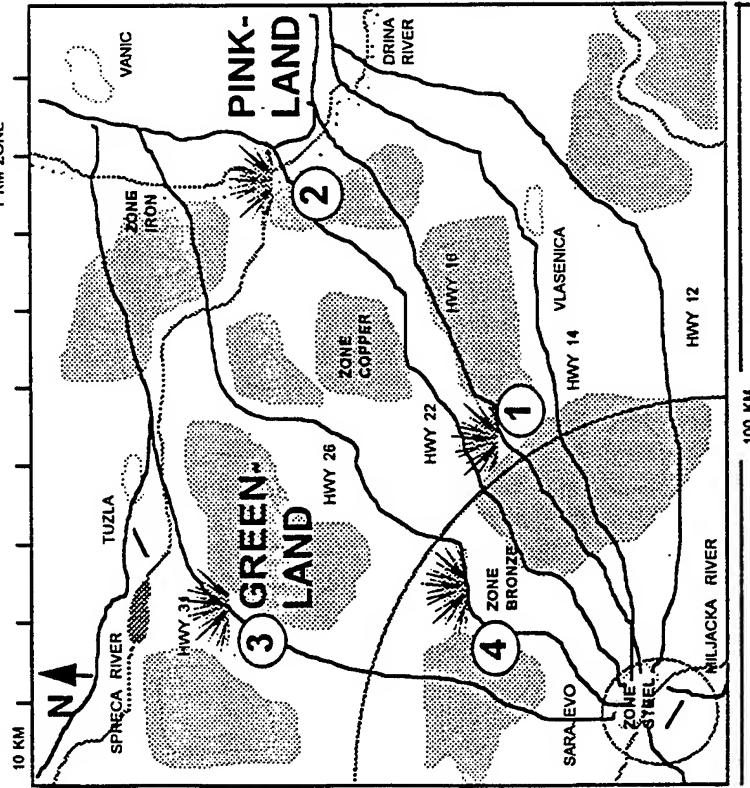 KM ZONE
10 KM
N
SPRECA RIVER
TUZLA
VANIC
HWY 31
ZONE
IRON
PINK-
LAND
DRINA
RIVER
2
3
GREEN-
LAND
HWY 26
ZONE
COPPER
HWY 22
HWY 16
VLASENICA
1
4
ZONE
BRONZE
HWY 14
HWY 12
SARAJEVO
ZONE
STEEL
MILJACKA RIVER
100 KM